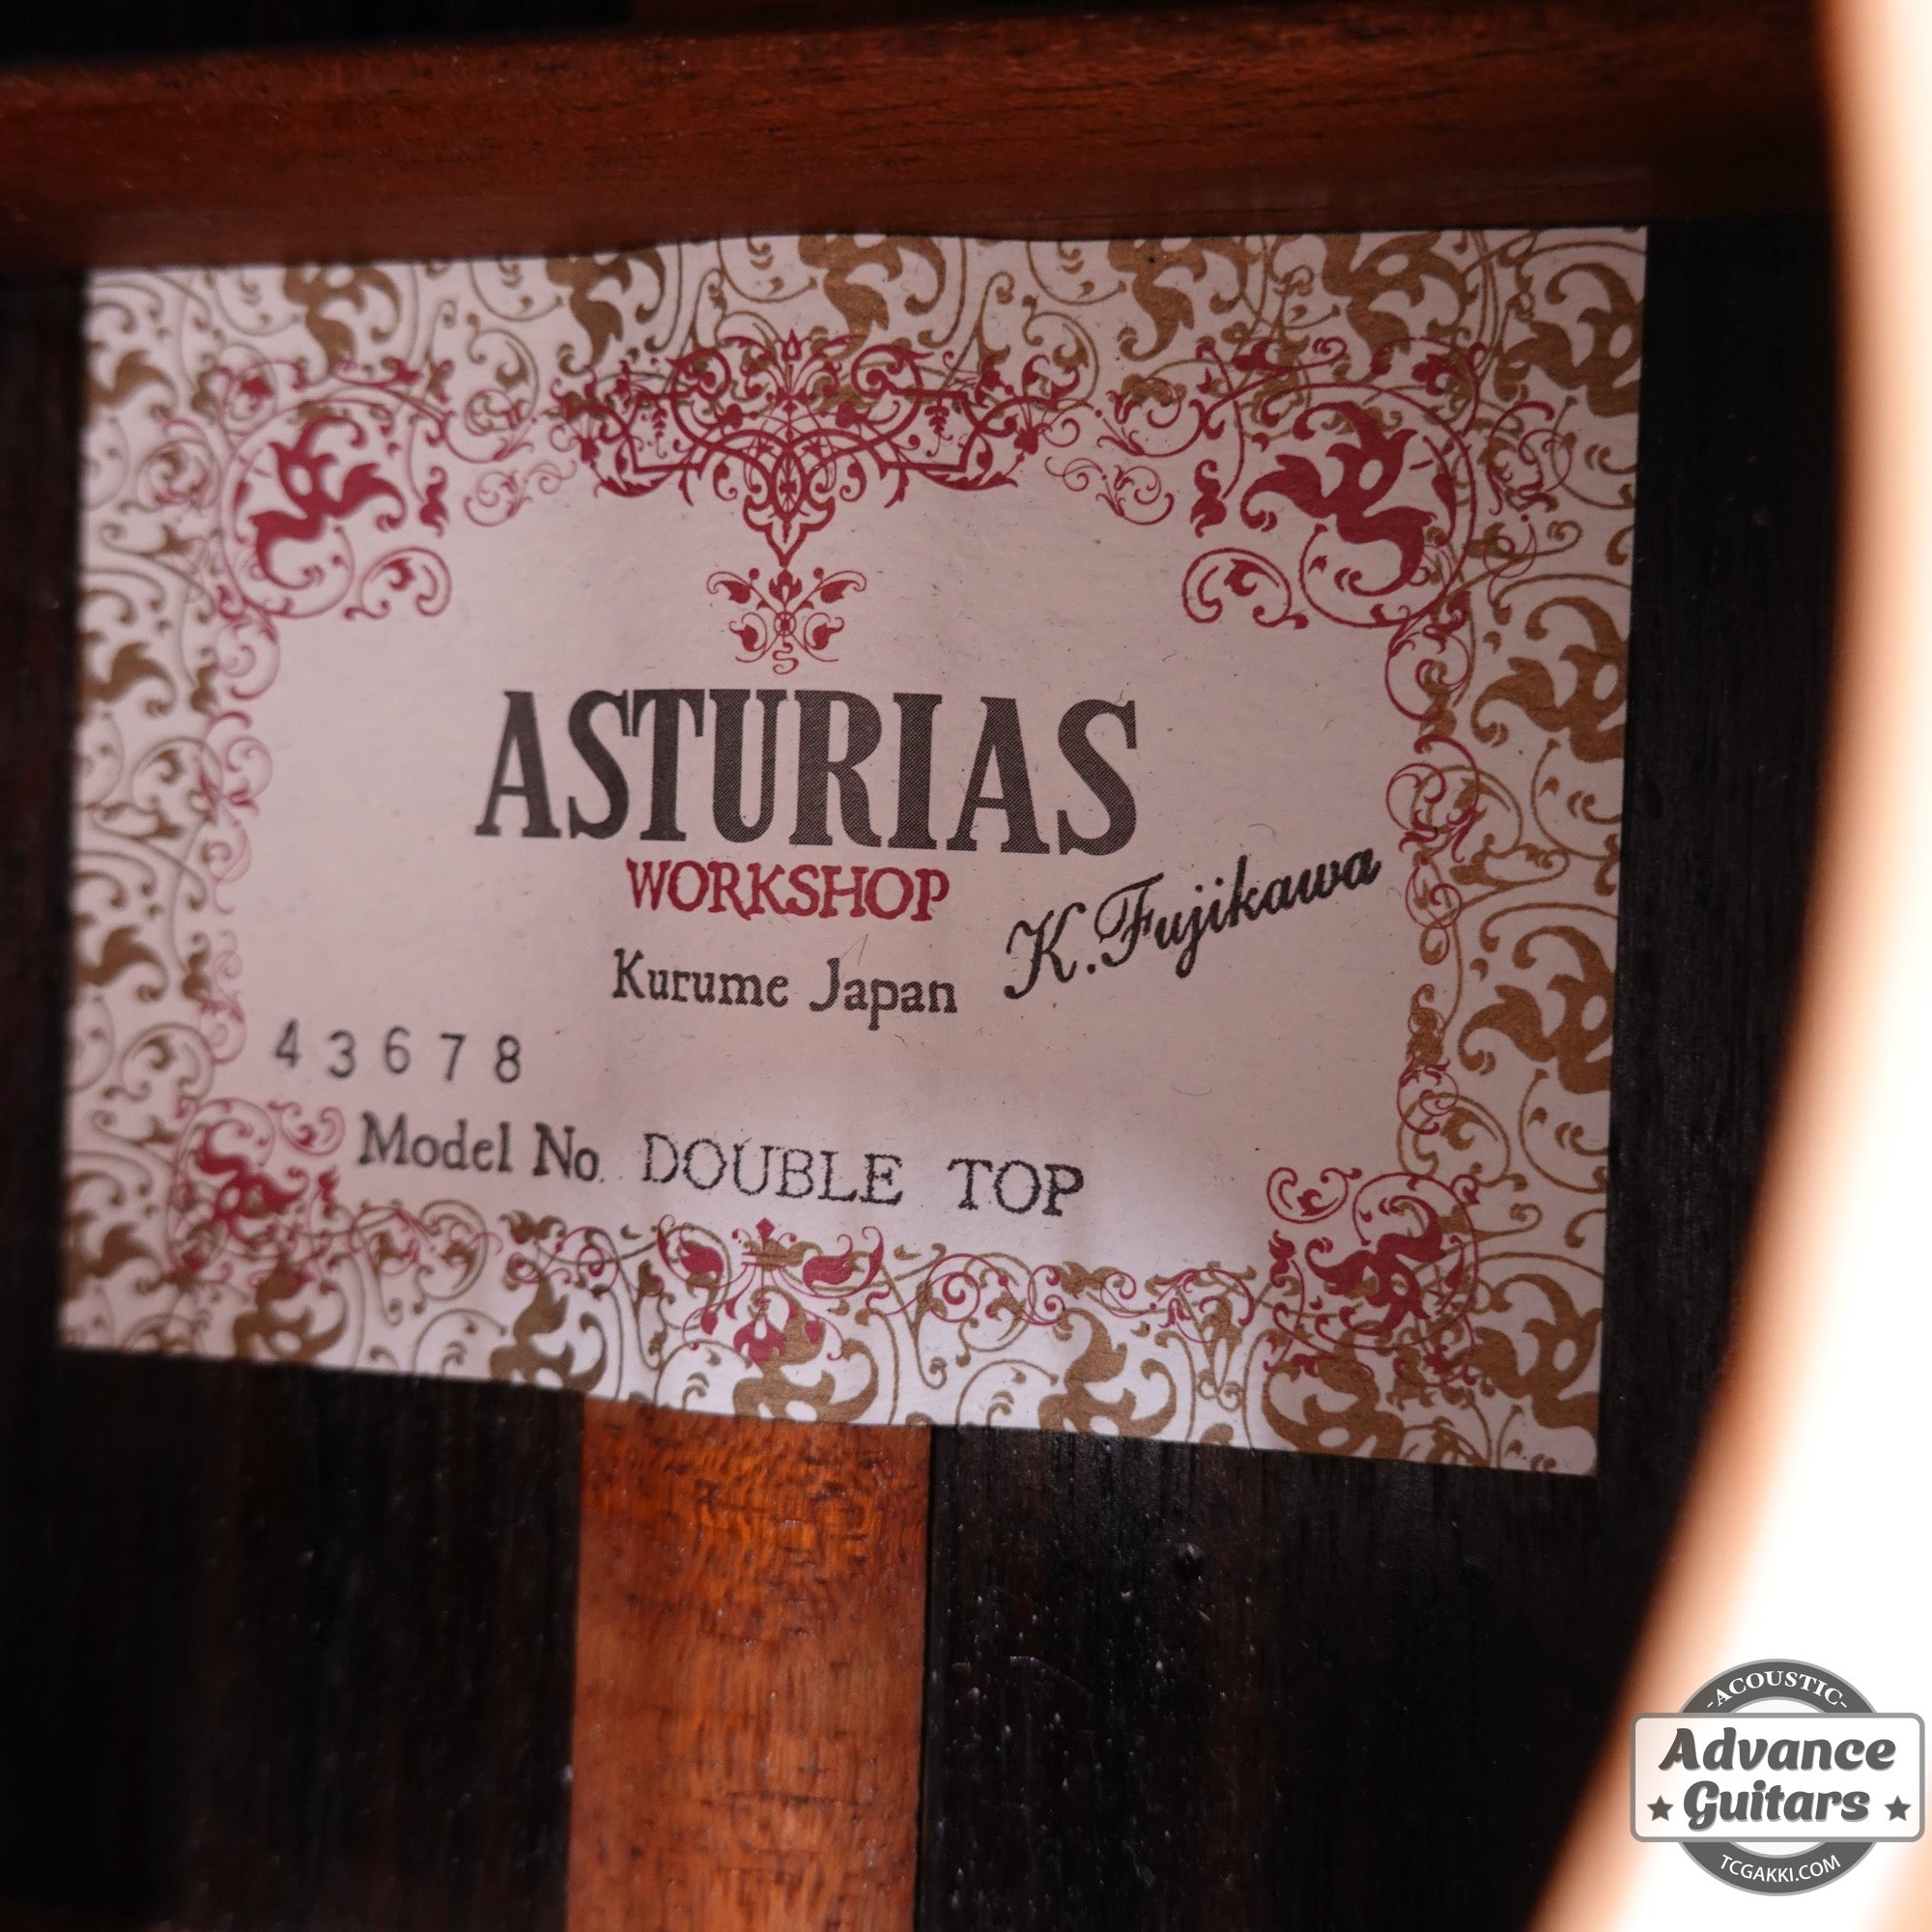 ASTURIAS
WORKSHOP
K.Fujikawa
Kurume Japan
43678
Model No. DOUBLE TOP
-ACOUSTIC-
Advance
Guitars
TCGAKKI.COM